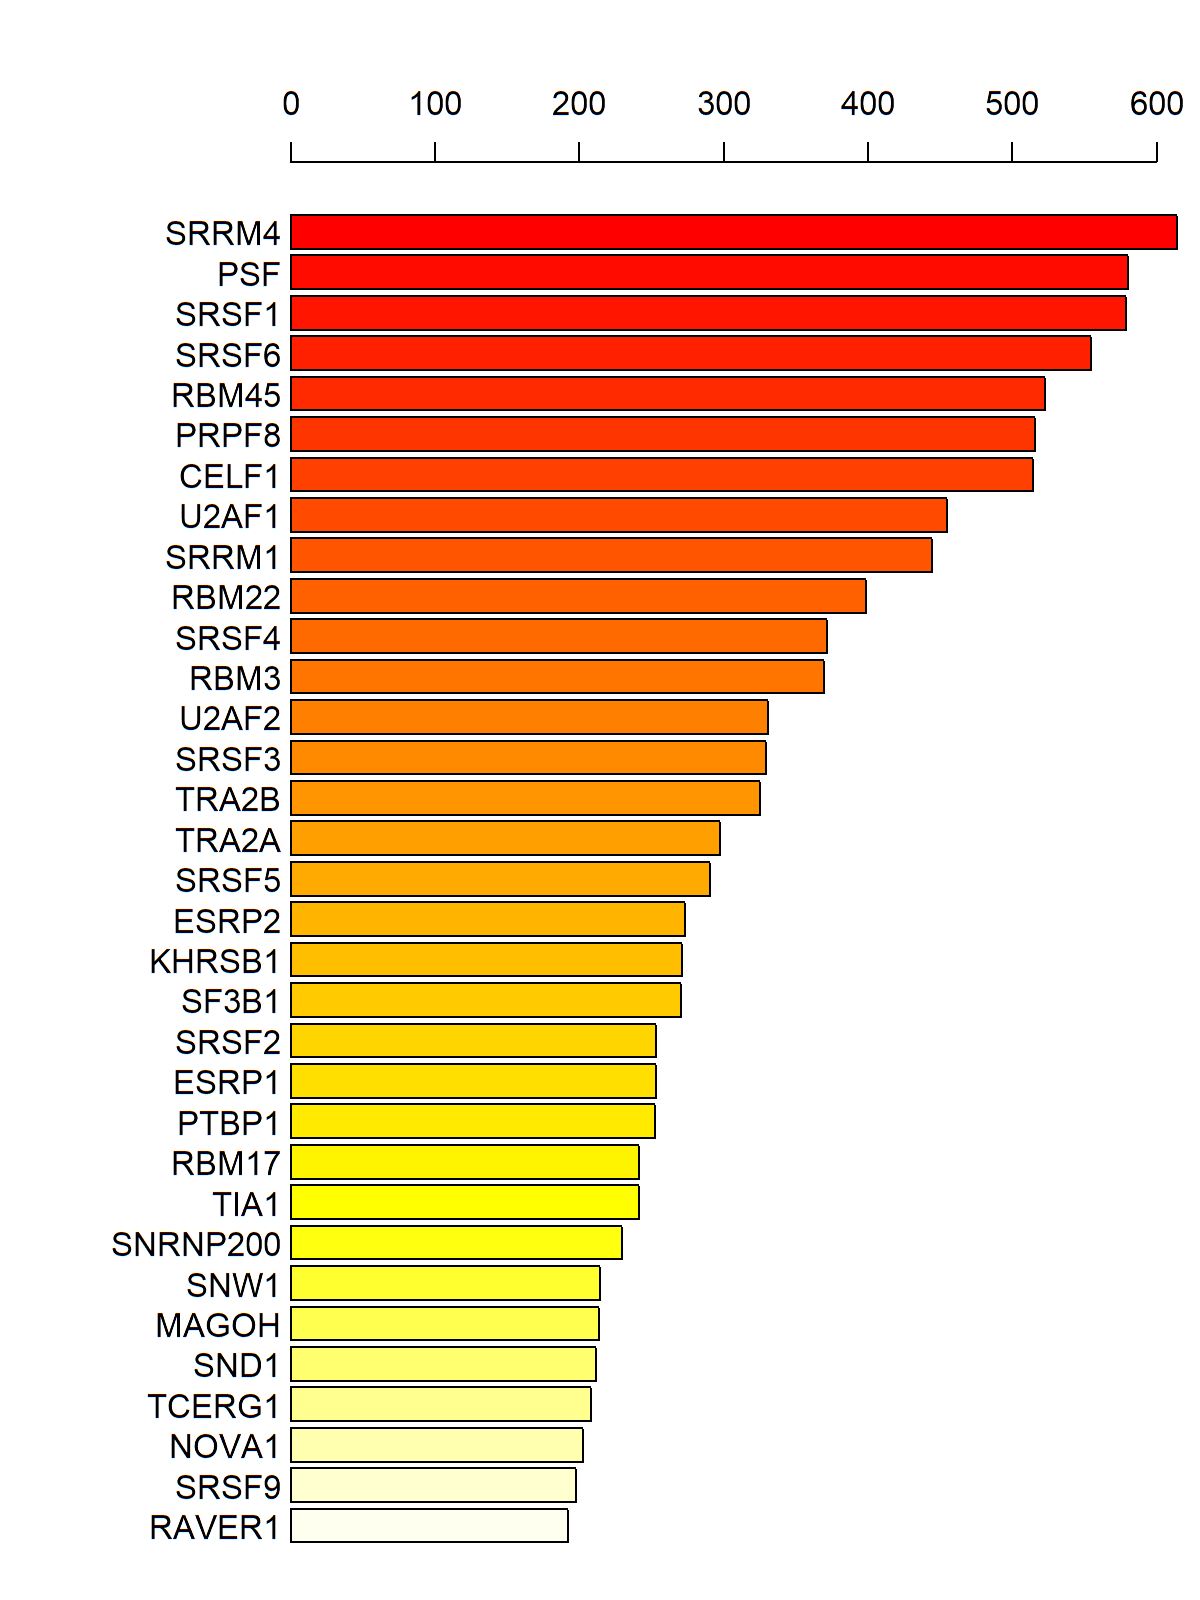 0 100 200 300 400 500 600
SRRM4
PSF
SRSF1
SRSF6
RBM45
PRPF8
CELF1
U2AF1
SRRM1
RBM22
SRSF4
RBM3
U2AF2
SRSF3
TRA2B
TRA2A
SRSF5
ESRP2
KHRSB1
SF3B1
SRSF2
ESRP1
PTBP1
RBM17
TIA1
SNRNP200
SNW1
MAGOH
SND1
TCERG1
NOVA1
SRSF9
RAVER1